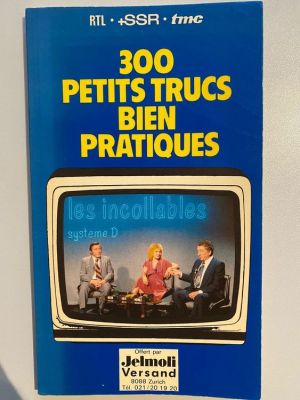 RTL • +SSR • tmc
300
PETITS TRUCS
BIEN
PRATIQUES
les incollables
systeme D
Offert par
Jelmoli
Versand
8088 Zurich
Tél. 021/20 19 20